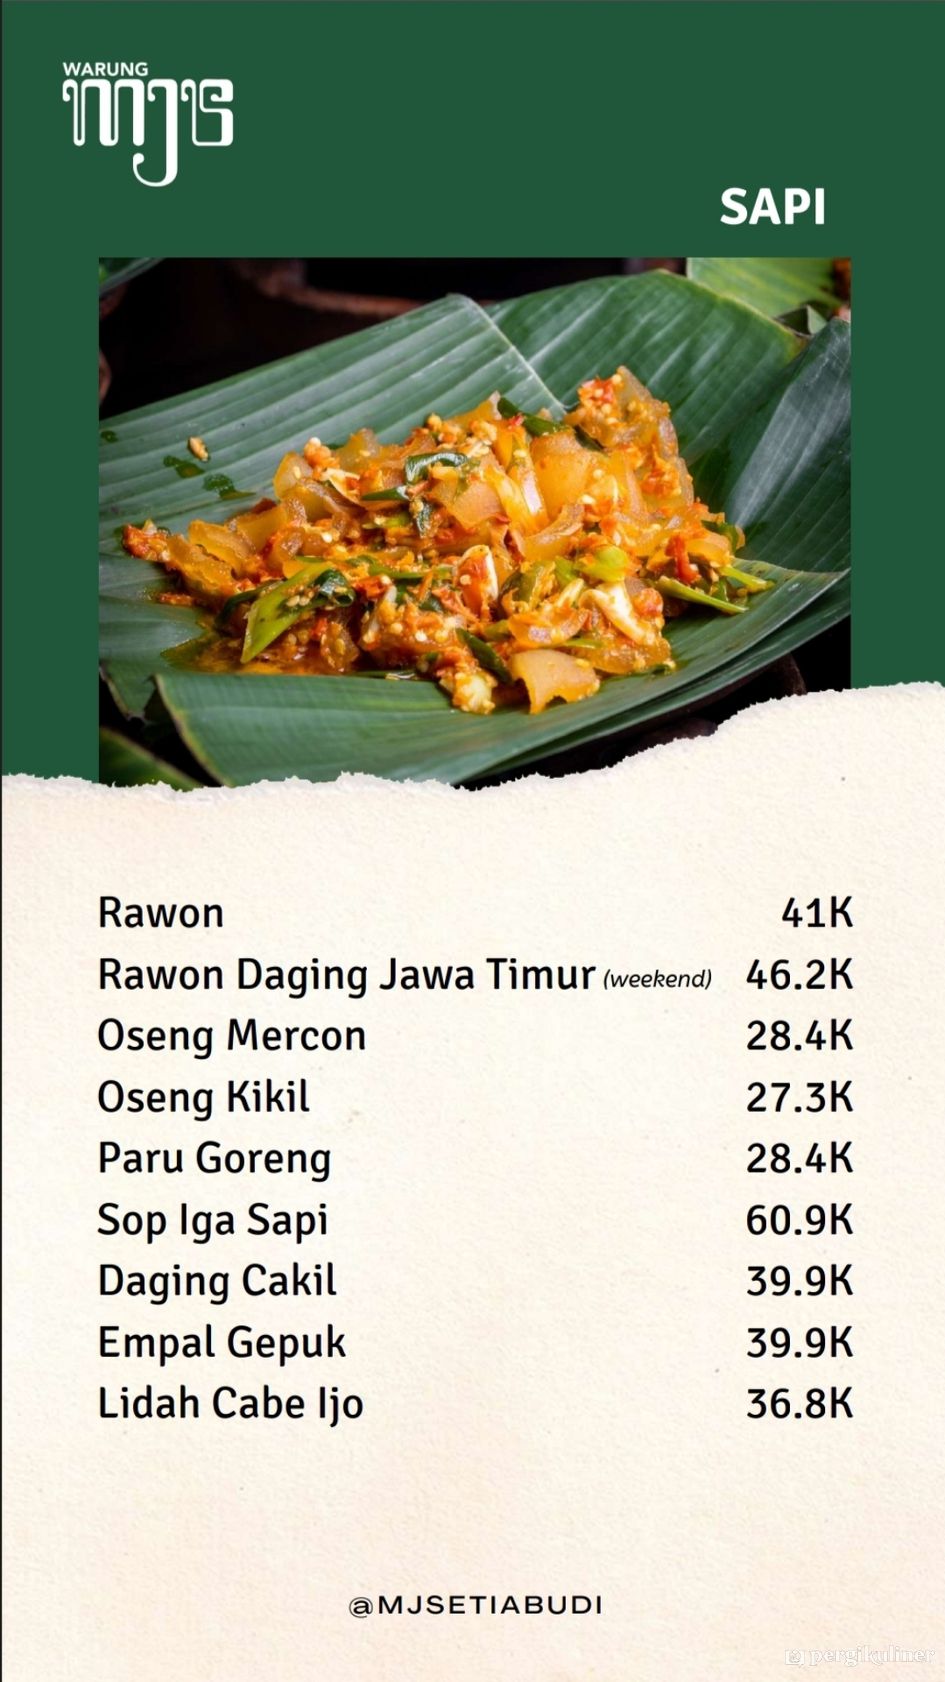 WARUNG
mjs
SAPI
Rawon 41K
Rawon Daging Jawa Timur (weekend) 46.2K
Oseng Mercon 28.4K
Oseng Kikil 27.3K
Paru Goreng 28.4K
Sop Iga Sapi 60.9K
Daging Cakil 39.9K
Empal Gepuk 39.9K
Lidah Cabe Ijo 36.8K
@MJSETIABUDI
pergikuliner